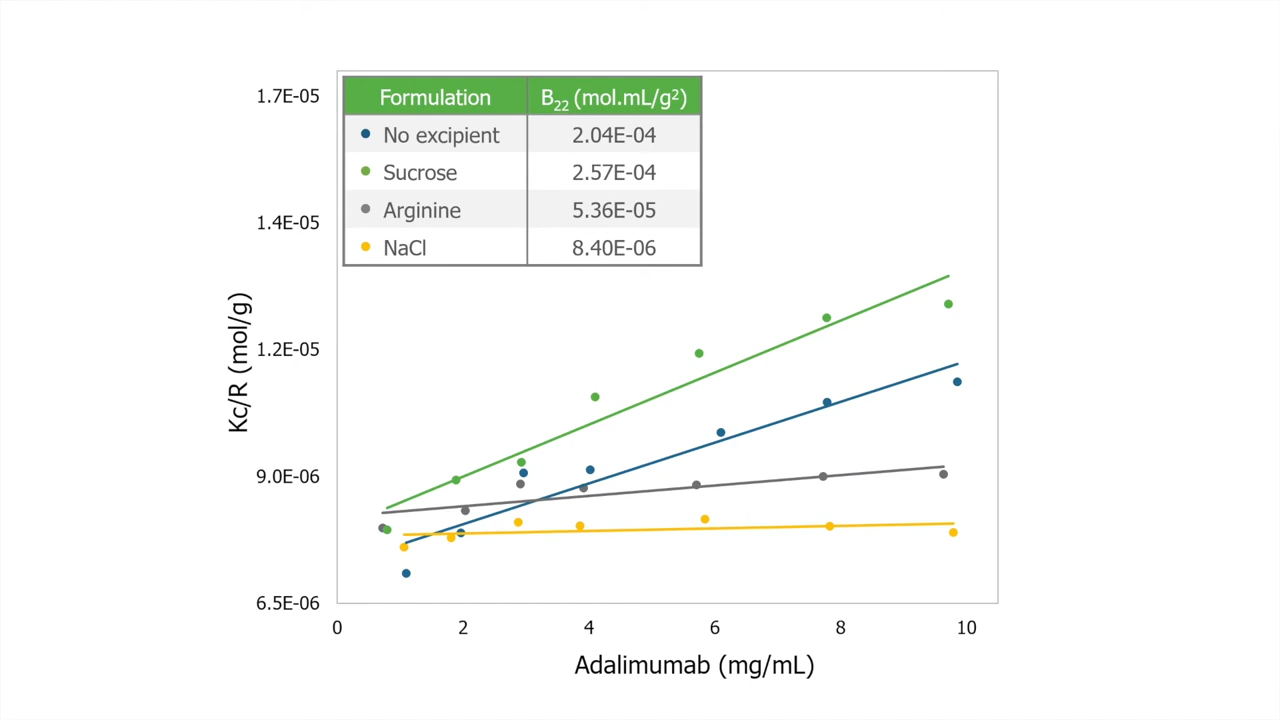 Formulation B22 (mol.mL/g²)
No excipient 2.04E-04
Sucrose 2.57E-04
Arginine 5.36E-05
NaCl 8.40E-06
1.7E-05
1.4E-05
1.2E-05
9.0E-06
6.5E-06
Kc/R (mol/g)
0 2 4 6 8 10
Adalimumab (mg/mL)